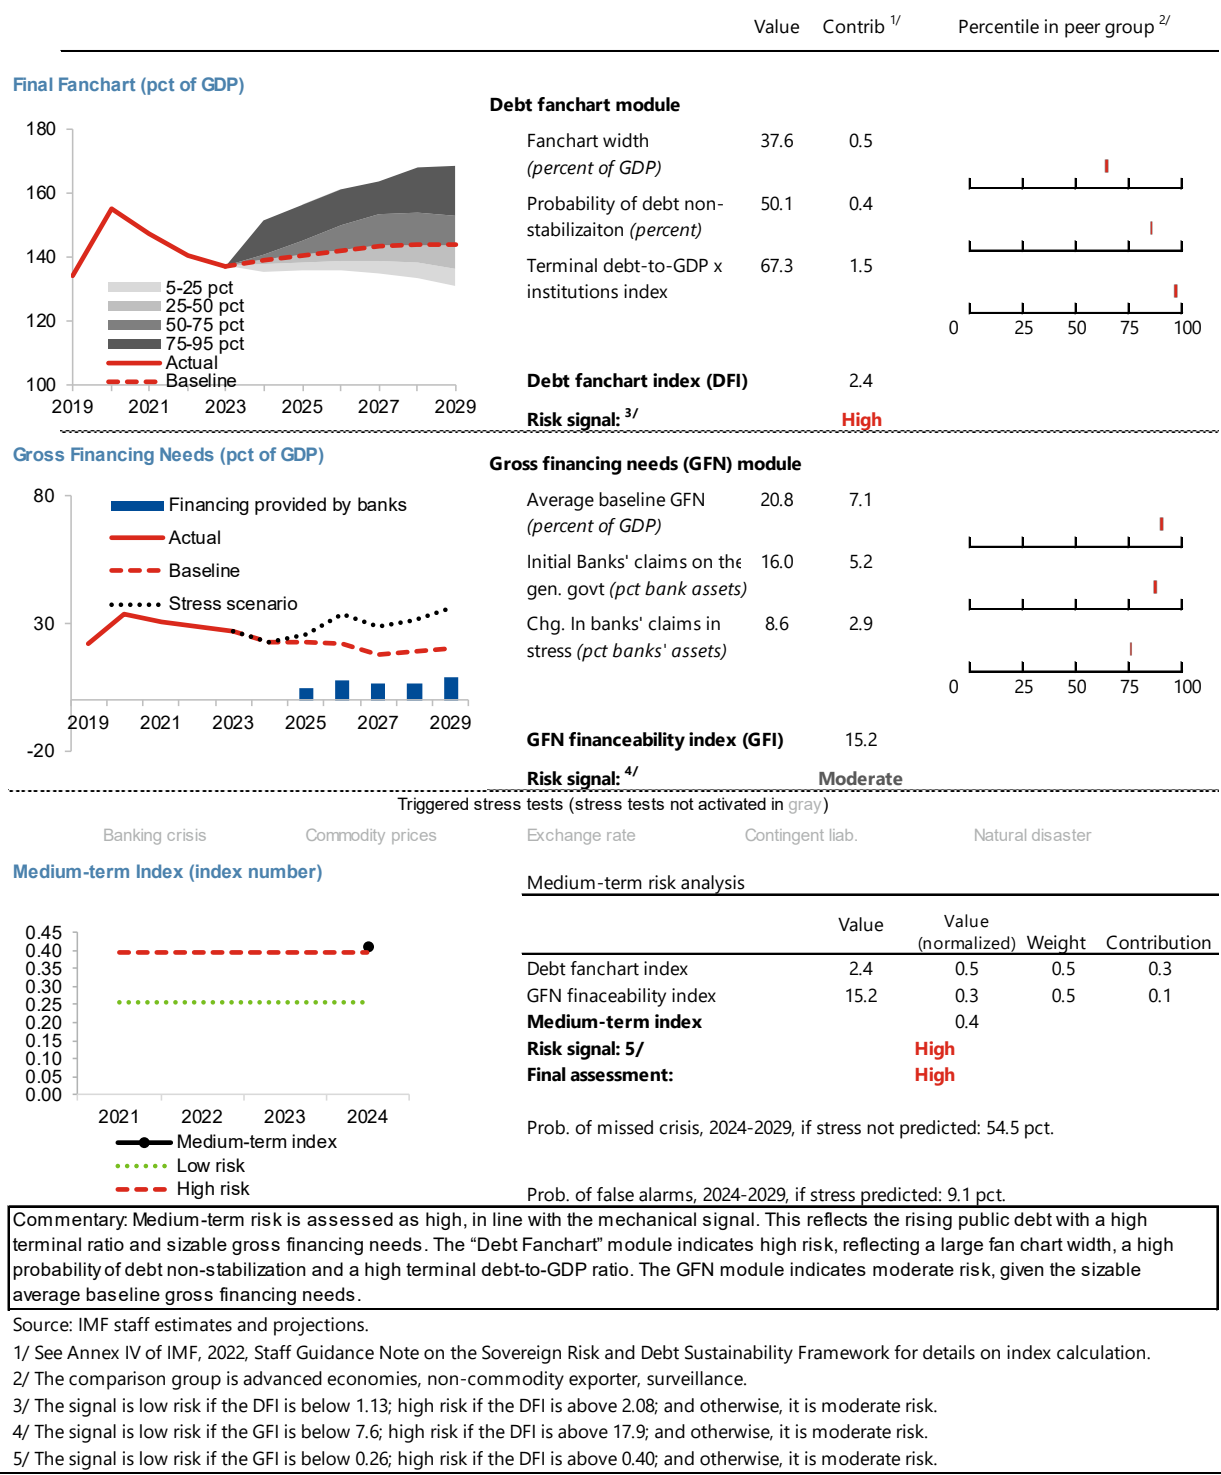 Value Contrib 1/ Percentile in peer group 2/
Final Fanchart (pct of GDP)
180
160
140
120
100
5-25 pct
25-50 pct
50-75 pct
75-95 pct
Actual
Baseline
2019 2021 2023 2025 2027 2029
Debt fanchart module
Fanchart width 37.6 0.5
(percent of GDP)
Probability of debt non- 50.1 0.4
stabilizaiton (percent)
Terminal debt-to-GDP x 67.3 1.5
institutions index
0 25 50 75 100
Debt fanchart index (DFI) 2.4
Risk signal: 3/ High
Gross Financing Needs (pct of GDP)
80
30
-20
Financing provided by banks
Actual
Baseline
Stress scenario
2019 2021 2023 2025 2027 2029
Gross financing needs (GFN) module
Average baseline GFN 20.8 7.1
(percent of GDP)
Initial Banks' claims on the 16.0 5.2
gen. govt (pct bank assets)
Chg. In banks' claims in 8.6 2.9
stress (pct banks' assets)
0 25 50 75 100
GFN financeability index (GFI) 15.2
Risk signal: 4/ Moderate
Triggered stress tests (stress tests not activated in gray)
Banking crisis Commodity prices Exchange rate Contingent liab. Natural disaster
Medium-term Index (index number)
0.45
0.40
0.35
0.30
0.25
0.20
0.15
0.10
0.05
0.00
2021 2022 2023 2024
Medium-term index
Low risk
High risk
Medium-term risk analysis
Value Value
(normalized) Weight Contribution
Debt fanchart index 2.4 0.5 0.5 0.3
GFN finaceability index 15.2 0.3 0.5 0.1
Medium-term index 0.4
Risk signal: 5/ High
Final assessment: High
Prob. of missed crisis, 2024-2029, if stress not predicted: 54.5 pct.
Prob. of false alarms, 2024-2029, if stress predicted: 9.1 pct.
Commentary: Medium-term risk is assessed as high, in line with the mechanical signal. This reflects the rising public debt with a high
terminal ratio and sizable gross financing needs. The “Debt Fanchart” module indicates high risk, reflecting a large fan chart width, a high
probability of debt non-stabilization and a high terminal debt-to-GDP ratio. The GFN module indicates moderate risk, given the sizable
average baseline gross financing needs.
Source: IMF staff estimates and projections.
1/ See Annex IV of IMF, 2022, Staff Guidance Note on the Sovereign Risk and Debt Sustainability Framework for details on index calculation.
2/ The comparison group is advanced economies, non-commodity exporter, surveillance.
3/ The signal is low risk if the DFI is below 1.13; high risk if the DFI is above 2.08; and otherwise, it is moderate risk.
4/ The signal is low risk if the GFI is below 7.6; high risk if the DFI is above 17.9; and otherwise, it is moderate risk.
5/ The signal is low risk if the GFI is below 0.26; high risk if the DFI is above 0.40; and otherwise, it is moderate risk.